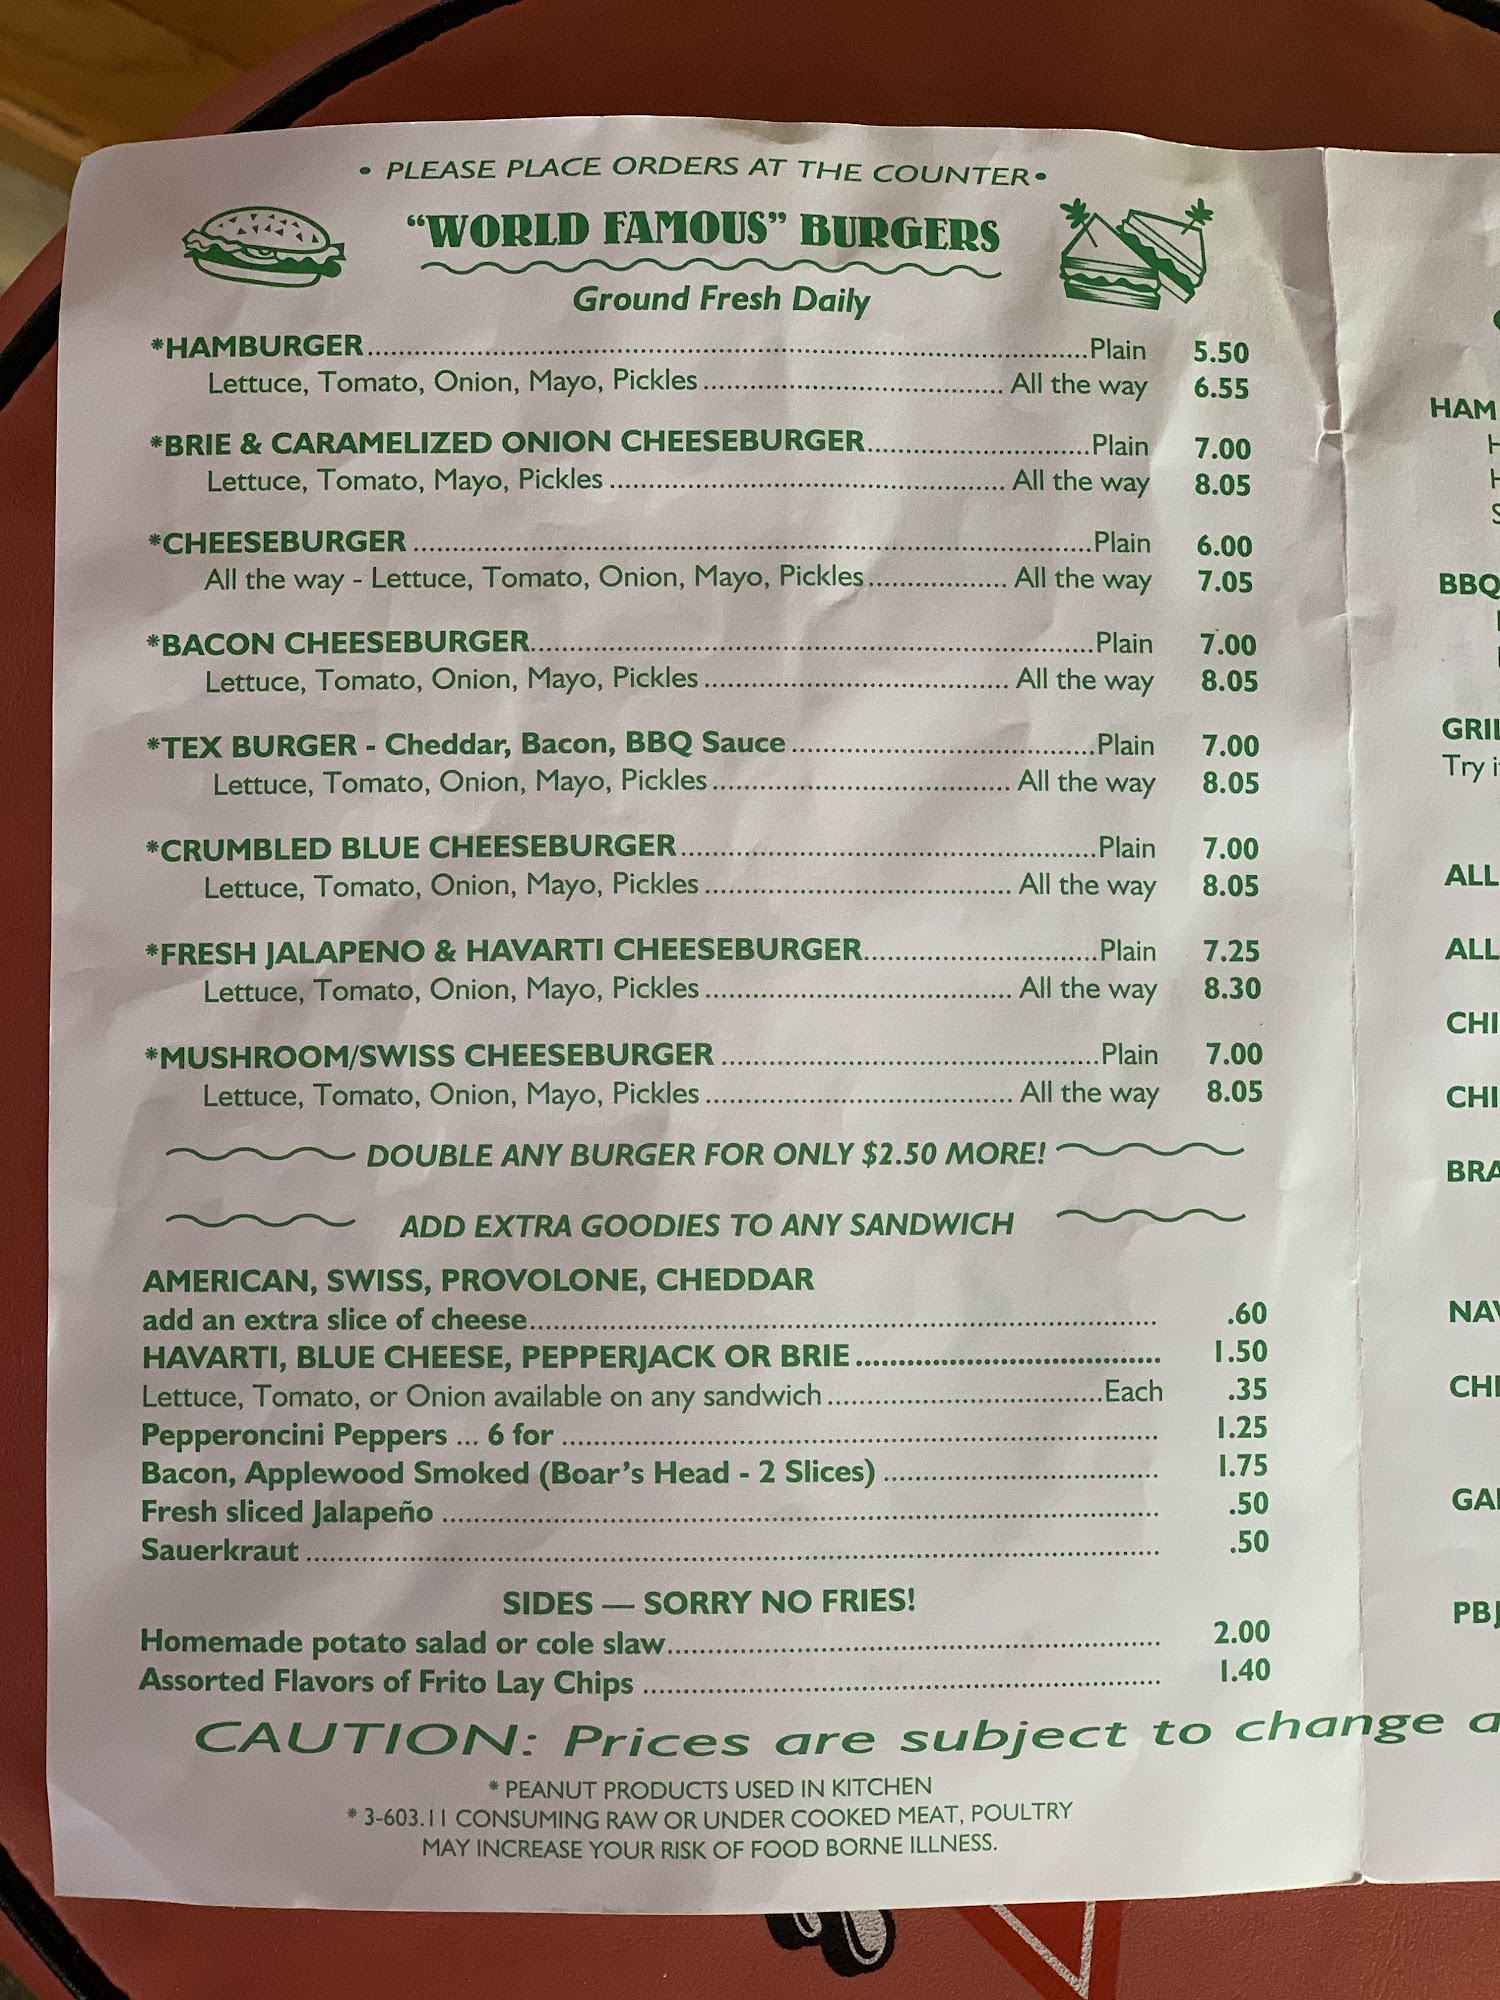 • PLEASE PLACE ORDERS AT THE COUNTER •
“WORLD FAMOUS” BURGERS
Ground Fresh Daily
*HAMBURGER Plain 5.50
Lettuce, Tomato, Onion, Mayo, Pickles All the way 6.55
*BRIE & CARAMELIZED ONION CHEESEBURGER Plain 7.00
Lettuce, Tomato, Mayo, Pickles All the way 8.05
*CHEESEBURGER Plain 6.00
All the way - Lettuce, Tomato, Onion, Mayo, Pickles All the way 7.05
*BACON CHEESEBURGER Plain 7.00
Lettuce, Tomato, Onion, Mayo, Pickles All the way 8.05
*TEX BURGER - Cheddar, Bacon, BBQ Sauce Plain 7.00
Lettuce, Tomato, Onion, Mayo, Pickles All the way 8.05
*CRUMBLED BLUE CHEESEBURGER Plain 7.00
Lettuce, Tomato, Onion, Mayo, Pickles All the way 8.05
*FRESH JALAPENO & HAVARTI CHEESEBURGER Plain 7.25
Lettuce, Tomato, Onion, Mayo, Pickles All the way 8.30
*MUSHROOM/SWISS CHEESEBURGER Plain 7.00
Lettuce, Tomato, Onion, Mayo, Pickles All the way 8.05
DOUBLE ANY BURGER FOR ONLY $2.50 MORE!
ADD EXTRA GOODIES TO ANY SANDWICH
AMERICAN, SWISS, PROVOLONE, CHEDDAR
add an extra slice of cheese .60
HAVARTI, BLUE CHEESE, PEPPERJACK OR BRIE 1.50
Lettuce, Tomato, or Onion available on any sandwich Each .35
Pepperoncini Peppers ... 6 for 1.25
Bacon, Applewood Smoked (Boar’s Head - 2 Slices) 1.75
Fresh sliced Jalapeño .50
Sauerkraut .50
SIDES — SORRY NO FRIES!
Homemade potato salad or cole slaw 2.00
Assorted Flavors of Frito Lay Chips 1.40
CAUTION: Prices are subject to change
* PEANUT PRODUCTS USED IN KITCHEN
* 3-603.11 CONSUMING RAW OR UNDER COOKED MEAT, POULTRY
MAY INCREASE YOUR RISK OF FOOD BORNE ILLNESS.
HAM
BBQ
Try
ALL
ALL
CHI
CHI
BRA
NAV
PBJ